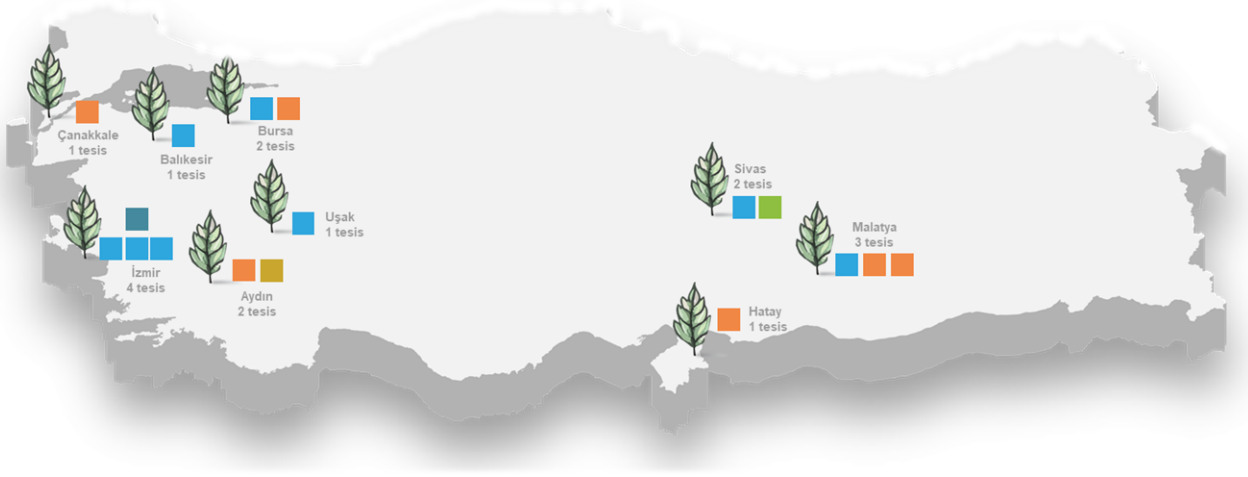 Çanakkale
1 tesis
Balıkesir
1 tesis
Bursa
2 tesis
Uşak
1 tesis
İzmir
4 tesis
Aydın
2 tesis
Sivas
2 tesis
Malatya
3 tesis
Hatay
1 tesis